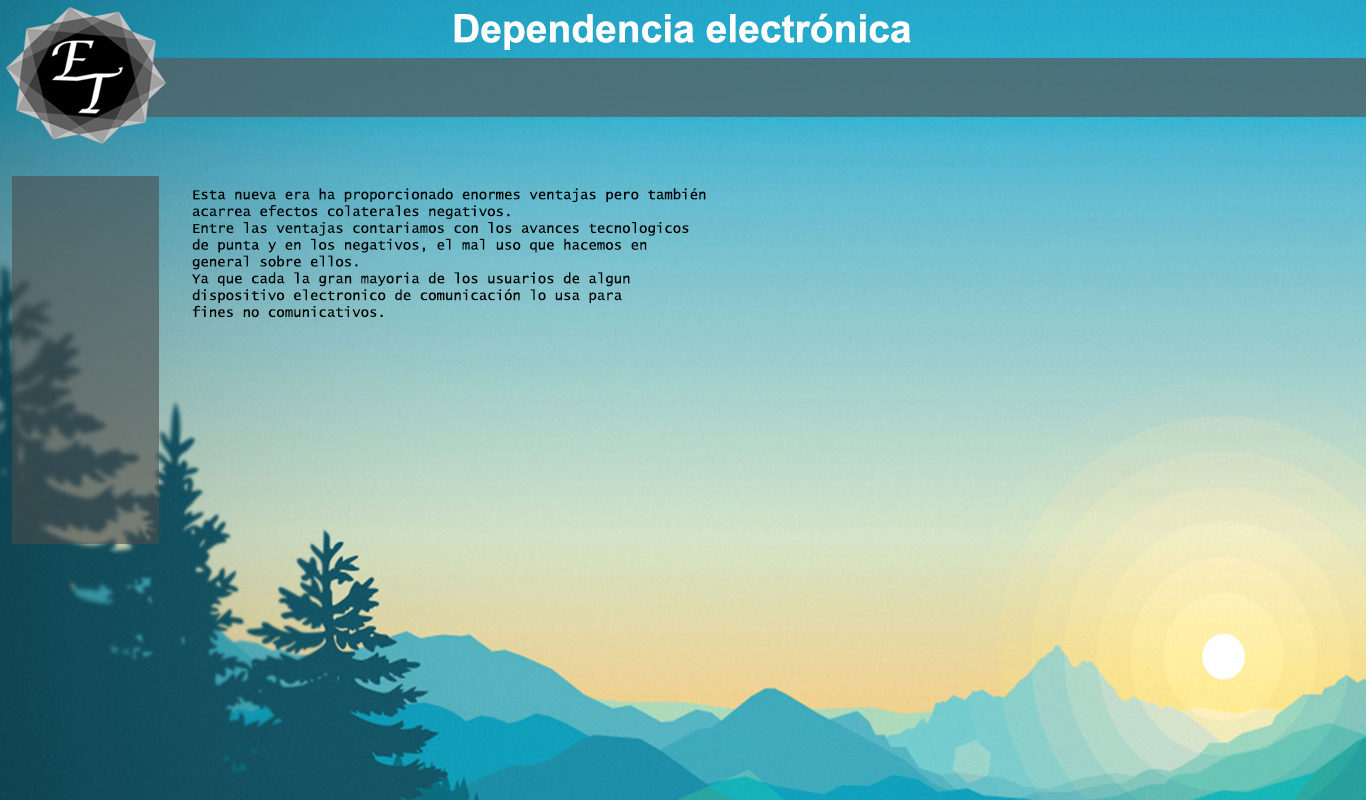 Dependencia electrónica
ET
Esta nueva era ha proporcionado enormes ventajas pero también
acarrea efectos colaterales negativos.
Entre las ventajas contariamos con los avances tecnologicos
de punta y en los negativos, el mal uso que hacemos en
general sobre ellos.
Ya que cada la gran mayoria de los usuarios de algun
dispositivo electronico de comunicación lo usa para
fines no comunicativos.